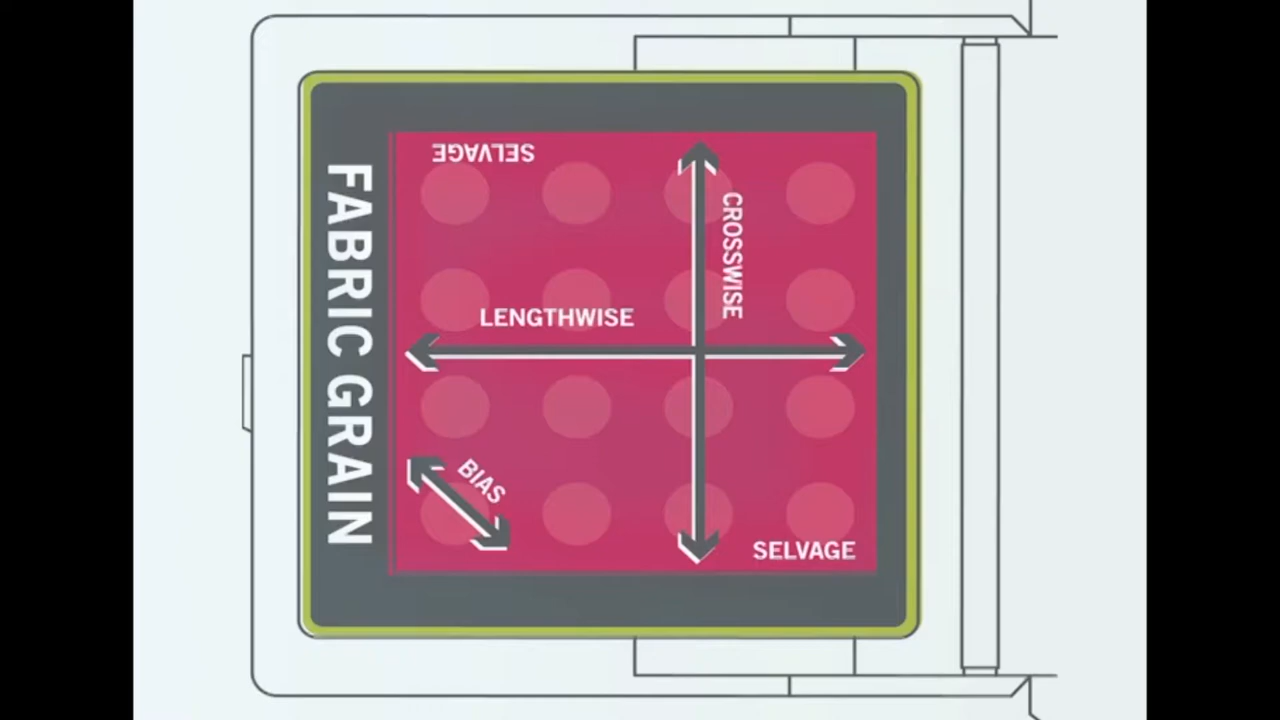 FABRIC GRAIN
SELVAGE
CROSSWISE
LENGTHWISE
BIAS
SELVAGE